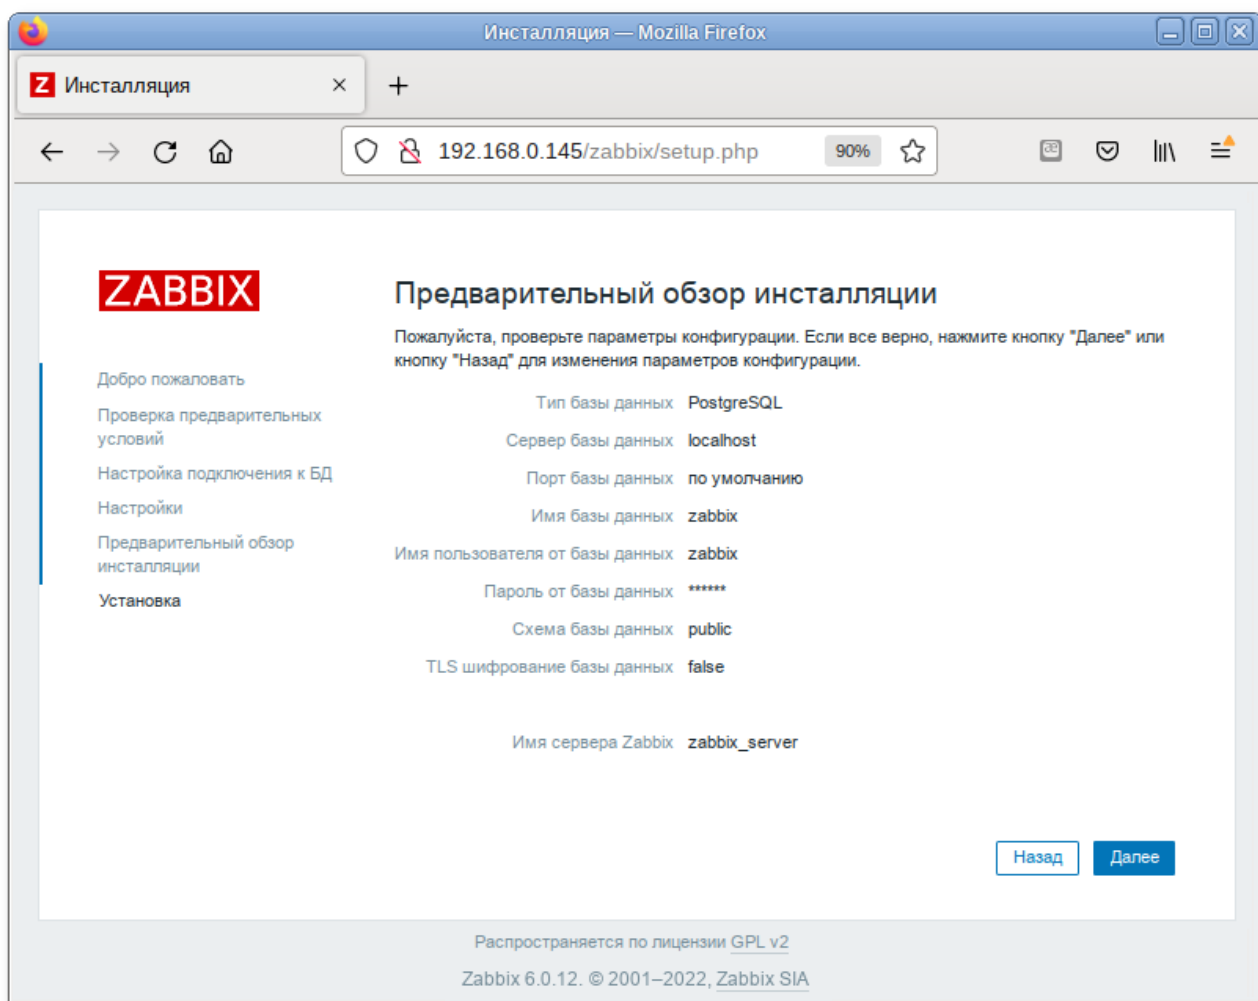 Инсталляция — Mozilla Firefox
Z Инсталляция
192.168.0.145/zabbix/setup.php 90%
ZABBIX
Добро пожаловать
Проверка предварительных
условий
Настройка подключения к БД
Настройки
Предварительный обзор
инсталляции
Установка
Предварительный обзор инсталляции
Пожалуйста, проверьте параметры конфигурации. Если все верно, нажмите кнопку "Далее" или
кнопку "Назад" для изменения параметров конфигурации.
Тип базы данных PostgreSQL
Сервер базы данных localhost
Порт базы данных по умолчанию
Имя базы данных zabbix
Имя пользователя от базы данных zabbix
Пароль от базы данных ******
Схема базы данных public
TLS шифрование базы данных false
Имя сервера Zabbix zabbix_server
Назад Далее
Распространяется по лицензии GPL v2
Zabbix 6.0.12. © 2001–2022, Zabbix SIA